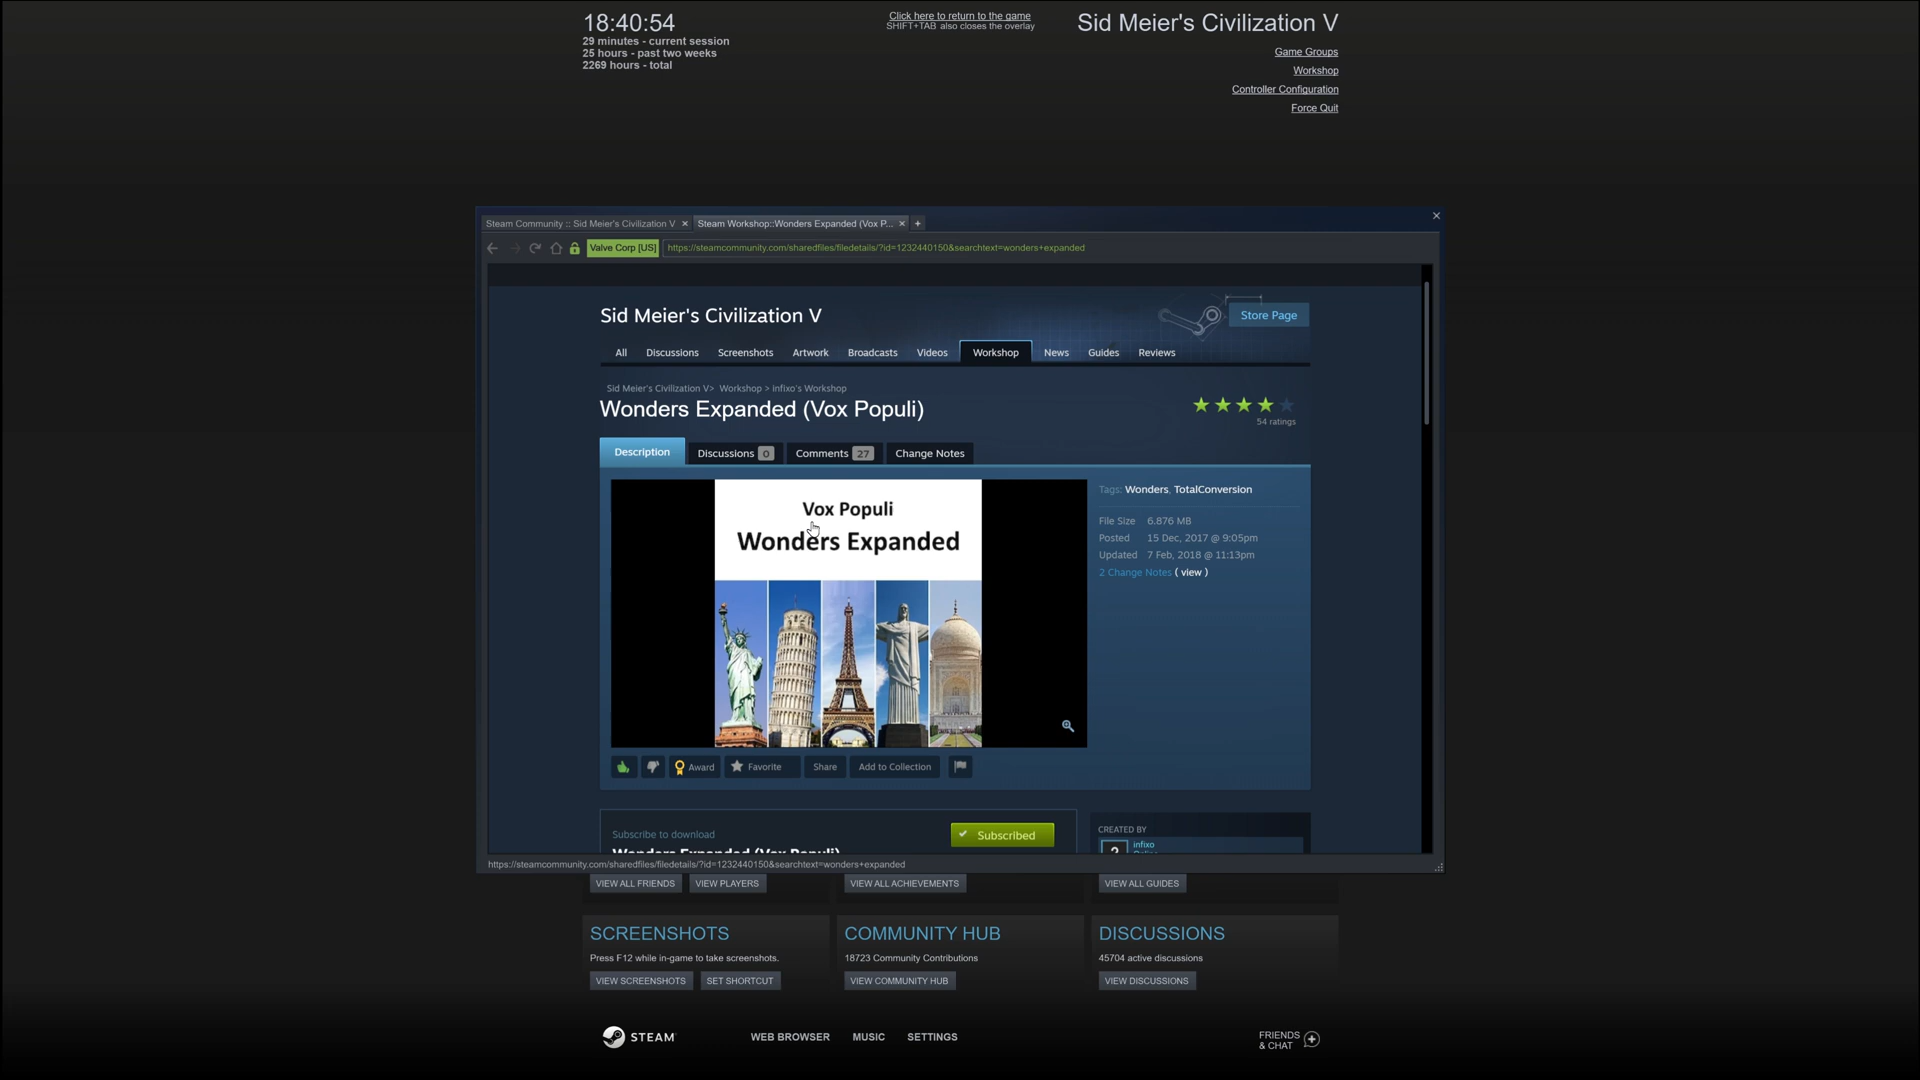 18:40:54
29 minutes - current session
25 hours - past two weeks
2269 hours - total
Click here to return to the game
SHIFT+TAB also closes the overlay
Sid Meier's Civilization V
Game Groups
Workshop
Controller Configuration
Force Quit
Steam Community :: Sid Meier's Civilization V
Steam Workshop::Wonders Expanded (Vox P...
Valve Corp [US]
https://steamcommunity.com/sharedfiles/filedetails/?id=1232440150&searchtext=wonders+expanded
Sid Meier's Civilization V
Store Page
All Discussions Screenshots Artwork Broadcasts Videos Workshop News Guides Reviews
Sid Meier's Civilization V> Workshop > infixo's Workshop
Wonders Expanded (Vox Populi)
54 ratings
Description Discussions 0 Comments 27 Change Notes
Vox Populi
Wonders Expanded
Tags: Wonders, TotalConversion
File Size 6.876 MB
Posted 15 Dec, 2017 @ 9:05pm
Updated 7 Feb, 2018 @ 11:13pm
2 Change Notes ( view )
Award Favorite Share Add to Collection
Subscribe to download
Wonders Expanded (Vox Populi)
Subscribed
CREATED BY
?
infixo
Online
https://steamcommunity.com/sharedfiles/filedetails/?id=1232440150&searchtext=wonders+expanded
VIEW ALL FRIENDS VIEW PLAYERS VIEW ALL ACHIEVEMENTS VIEW ALL GUIDES
SCREENSHOTS
Press F12 while in-game to take screenshots.
VIEW SCREENSHOTS SET SHORTCUT
COMMUNITY HUB
18723 Community Contributions
VIEW COMMUNITY HUB
DISCUSSIONS
45704 active discussions
VIEW DISCUSSIONS
STEAM
WEB BROWSER MUSIC SETTINGS
FRIENDS
& CHAT